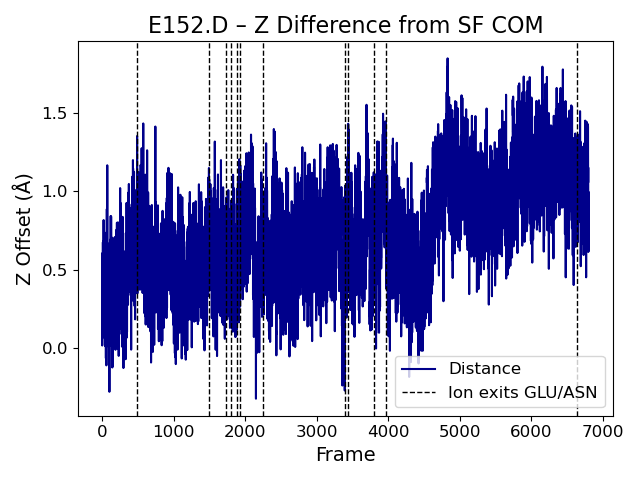 E152.D – Z Difference from SF COM
Z Offset (Å)
1.5
1.0
0.5
0.0
Distance
Ion exits GLU/ASN
0 1000 2000 3000 4000 5000 6000 7000
Frame